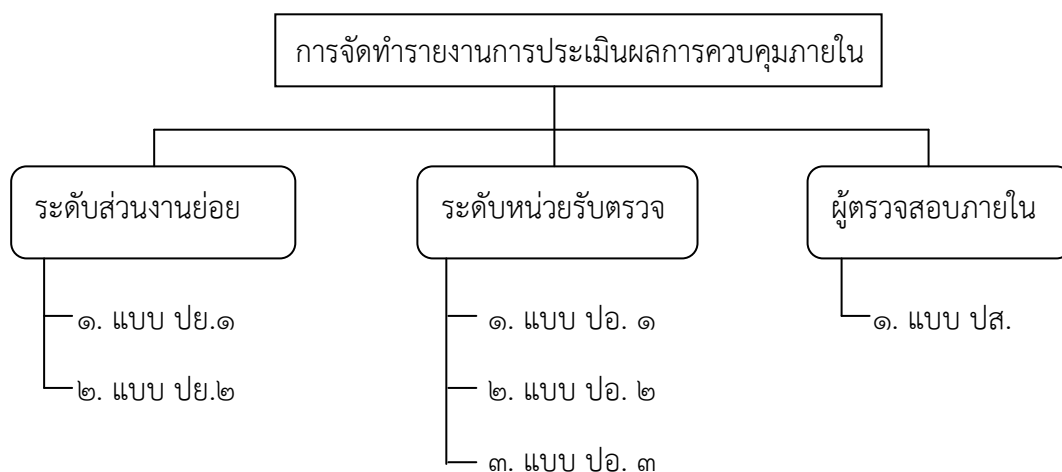 การจัดทำรายงานการประเมินผลการควบคุมภายใน
ระดับส่วนงานย่อย
๑. แบบ ปย.๑
๒. แบบ ปย.๒
ระดับหน่วยรับตรวจ
๑. แบบ ปอ. ๑
๒. แบบ ปอ. ๒
๓. แบบ ปอ. ๓
ผู้ตรวจสอบภายใน
๑. แบบ ปส.